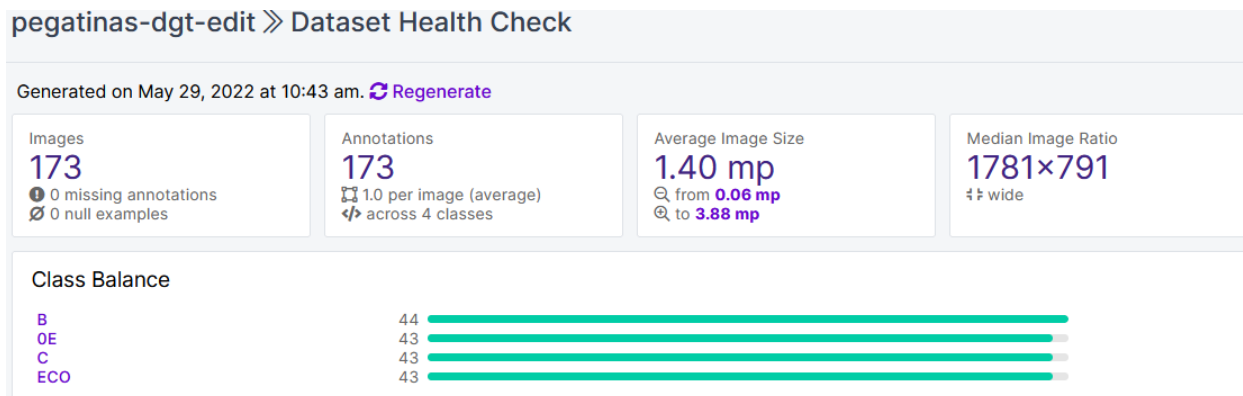 pegatinas-dgt-edit » Dataset Health Check
Generated on May 29, 2022 at 10:43 am. Regenerate
Images
173
0 missing annotations
0 null examples
Annotations
173
1.0 per image (average)
</> across 4 classes
Average Image Size
1.40 mp
from 0.06 mp
to 3.88 mp
Median Image Ratio
1781×791
wide
Class Balance
B 44
0E 43
C 43
ECO 43